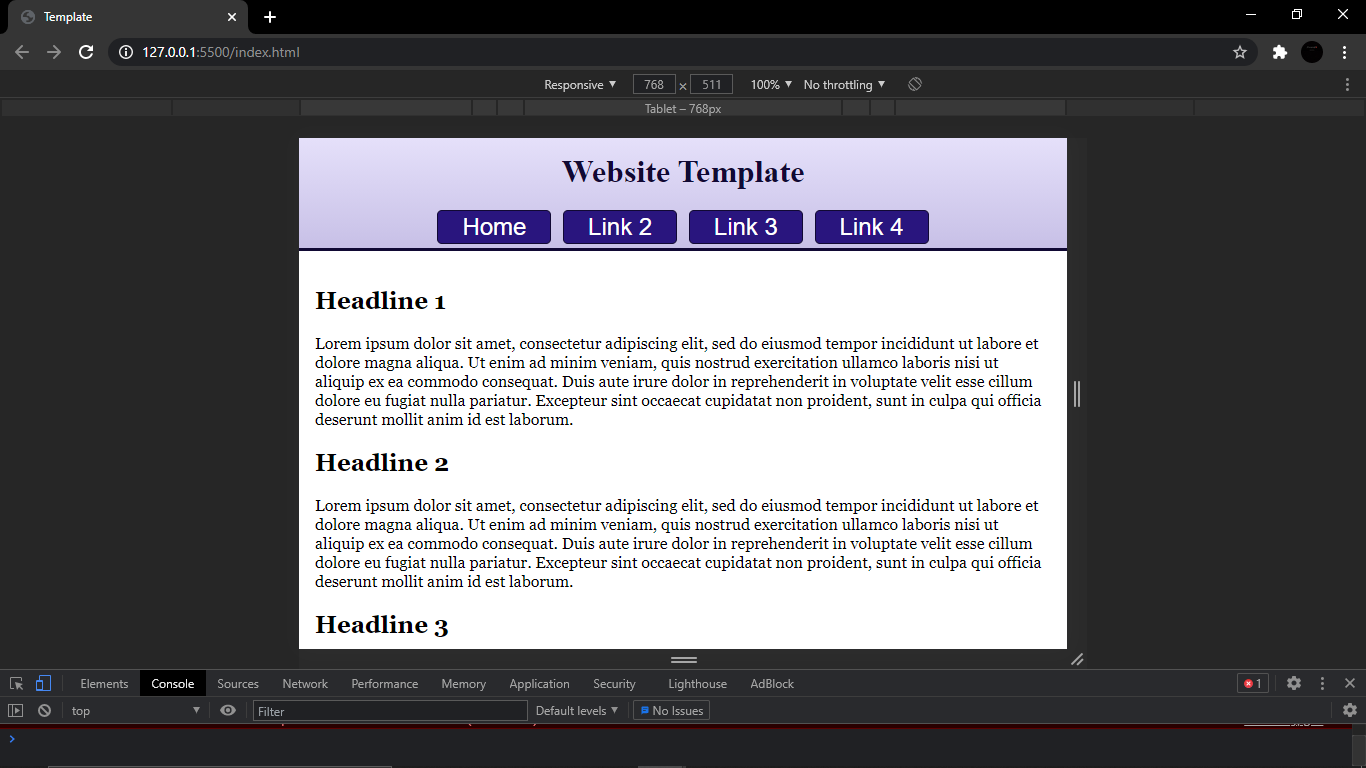 Template
127.0.0.1:5500/index.html
Responsive 768 × 511 100% No throttling
Tablet – 768px
Website Template
Home Link 2 Link 3 Link 4
Headline 1
Lorem ipsum dolor sit amet, consectetur adipiscing elit, sed do eiusmod tempor incididunt ut labore et
dolore magna aliqua. Ut enim ad minim veniam, quis nostrud exercitation ullamco laboris nisi ut
aliquip ex ea commodo consequat. Duis aute irure dolor in reprehenderit in voluptate velit esse cillum
dolore eu fugiat nulla pariatur. Excepteur sint occaecat cupidatat non proident, sunt in culpa qui officia
deserunt mollit anim id est laborum.
Headline 2
Lorem ipsum dolor sit amet, consectetur adipiscing elit, sed do eiusmod tempor incididunt ut labore et
dolore magna aliqua. Ut enim ad minim veniam, quis nostrud exercitation ullamco laboris nisi ut
aliquip ex ea commodo consequat. Duis aute irure dolor in reprehenderit in voluptate velit esse cillum
dolore eu fugiat nulla pariatur. Excepteur sint occaecat cupidatat non proident, sunt in culpa qui officia
deserunt mollit anim id est laborum.
Headline 3
Elements Console Sources Network Performance Memory Application Security Lighthouse AdBlock 1
top Filter Default levels No Issues